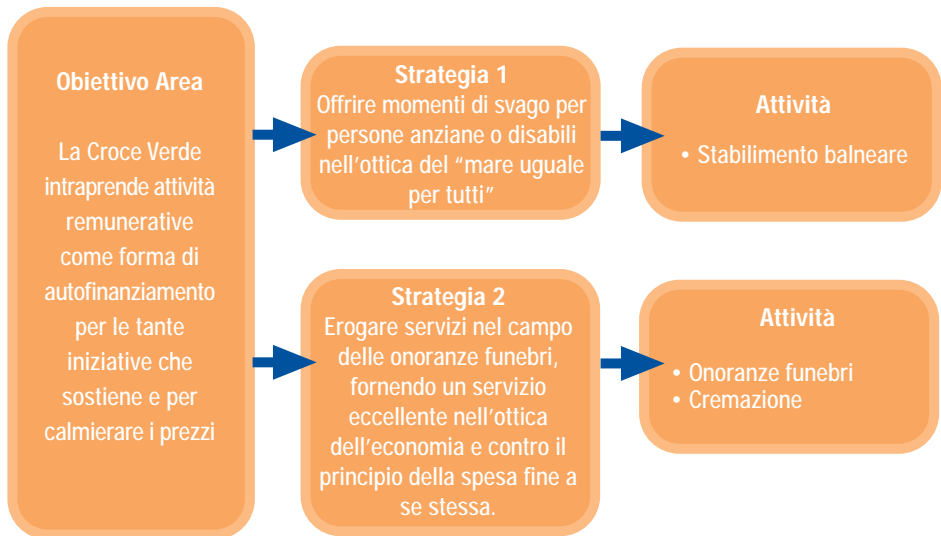 Obiettivo Area
La Croce Verde
intraprende attività
remunerative
come forma di
autofinanziamento
per le tante
iniziative che
sostiene e per
calmierare i prezzi
Strategia 1
Offrire momenti di svago per
persone anziane o disabili
nell'ottica del “mare uguale
per tutti”
Attività
• Stabilimento balneare
Strategia 2
Erogare servizi nel campo
delle onoranze funebri,
fornendo un servizio
eccellente nell'ottica
dell'economia e contro il
principio della spesa fine a
se stessa.
Attività
• Onoranze funebri
• Cremazione